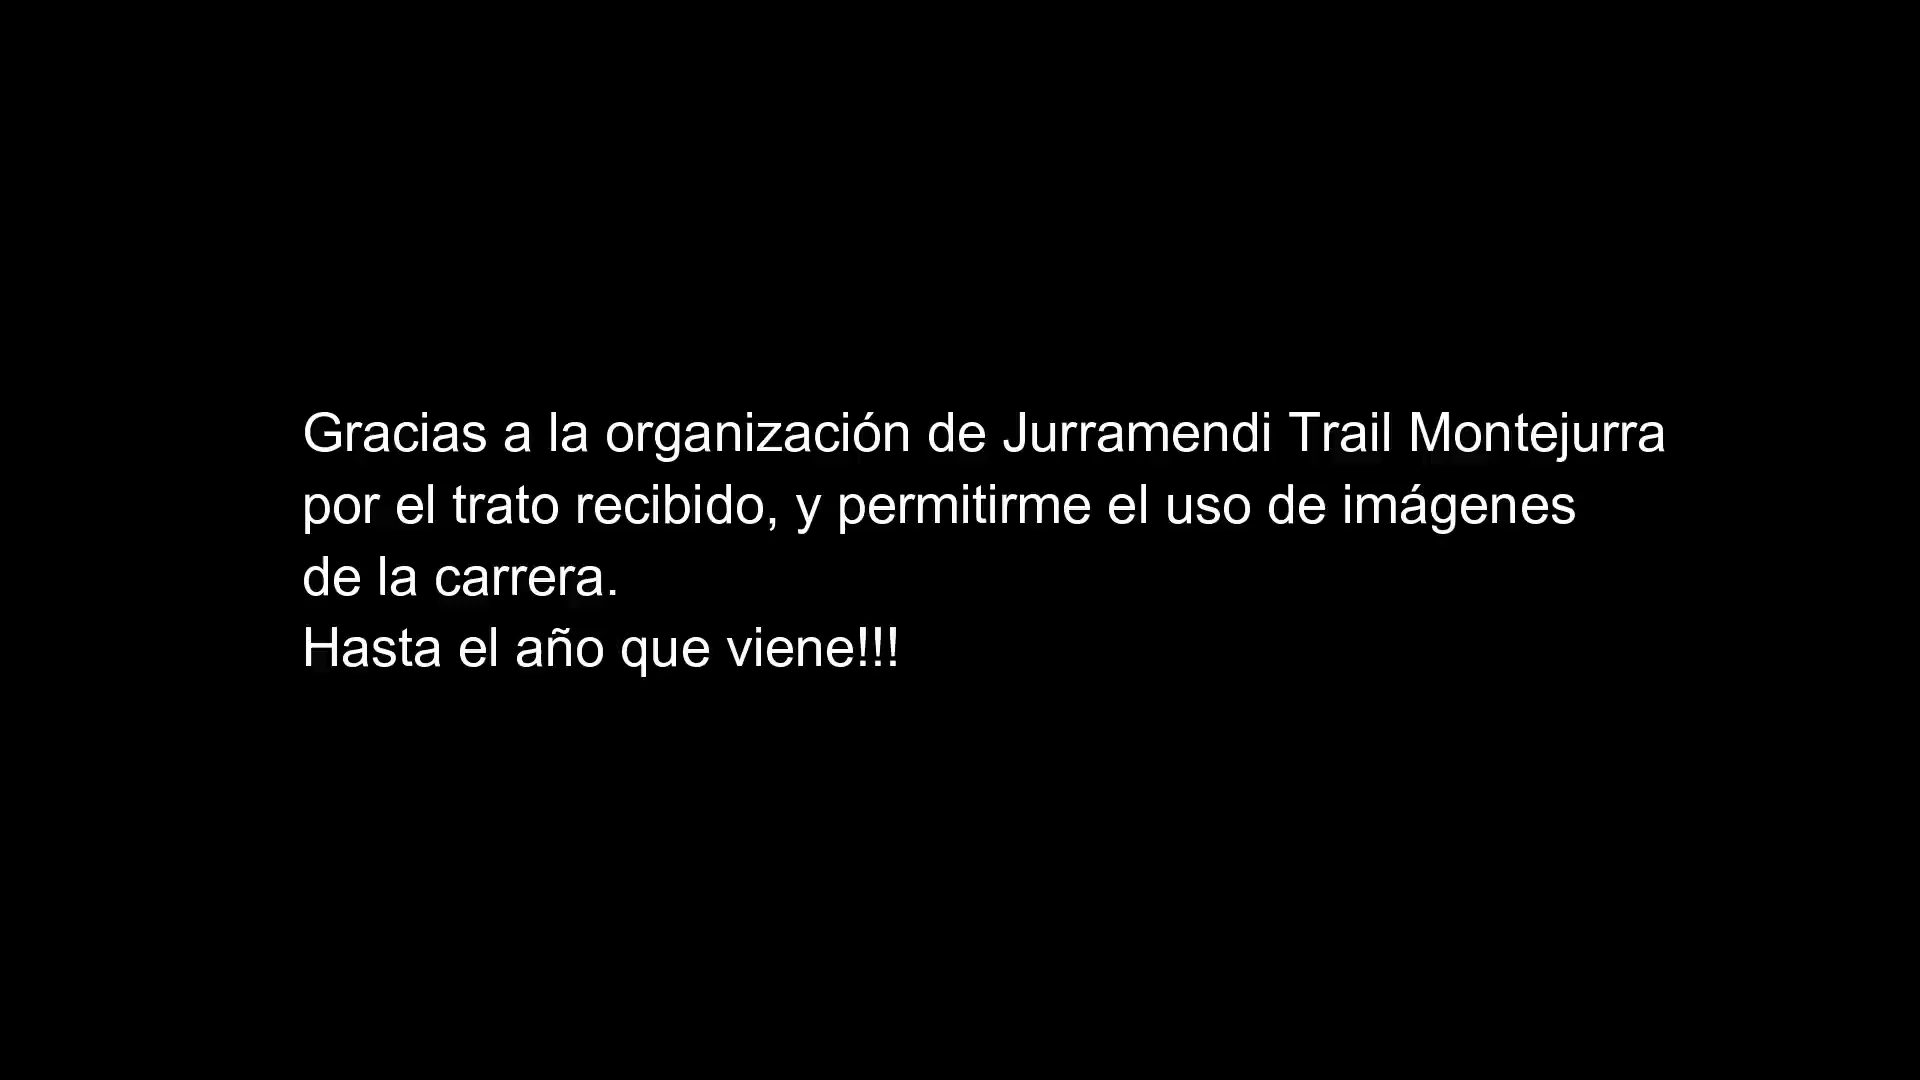 Gracias a la organización de Jurramendi Trail Montejurra
por el trato recibido, y permitirme el uso de imágenes
de la carrera.
Hasta el año que viene!!!